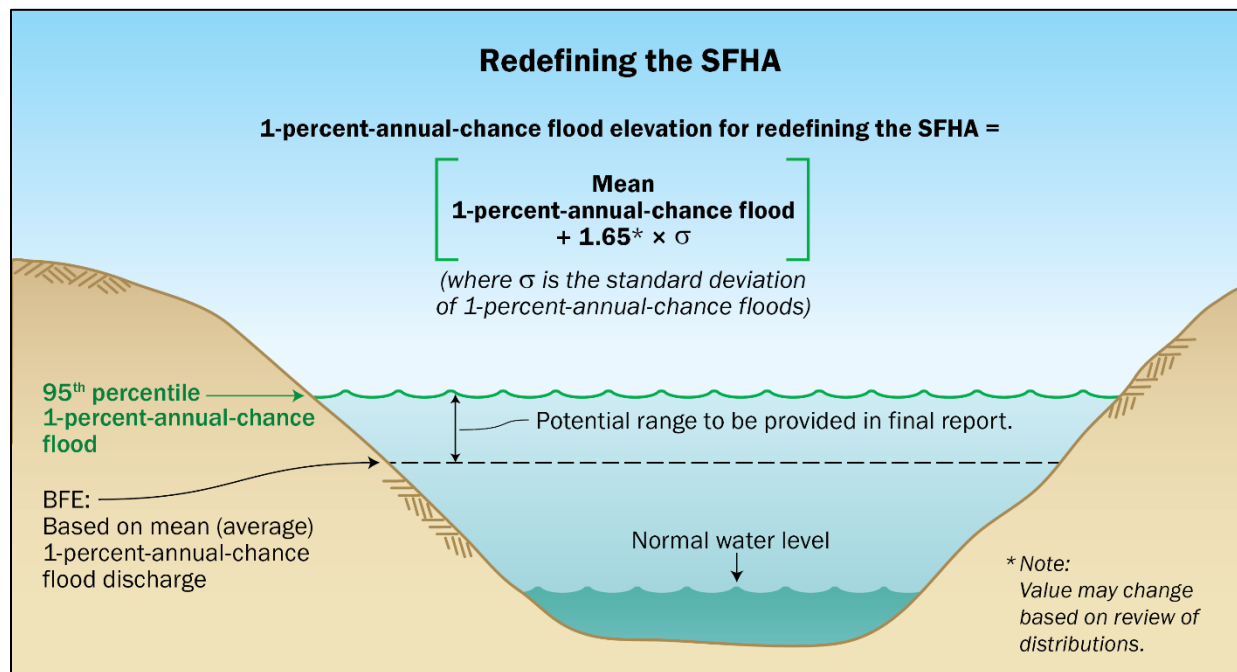 Redefining the SFHA
1-percent-annual-chance flood elevation for redefining the SFHA =
Mean
1-percent-annual-chance flood
+ 1.65* × σ
(where σ is the standard deviation
of 1-percent-annual-chance floods)
95th percentile
1-percent-annual-chance
flood
Potential range to be provided in final report.
BFE:
Based on mean (average)
1-percent-annual-chance
flood discharge
Normal water level
* Note:
Value may change
based on review of
distributions.